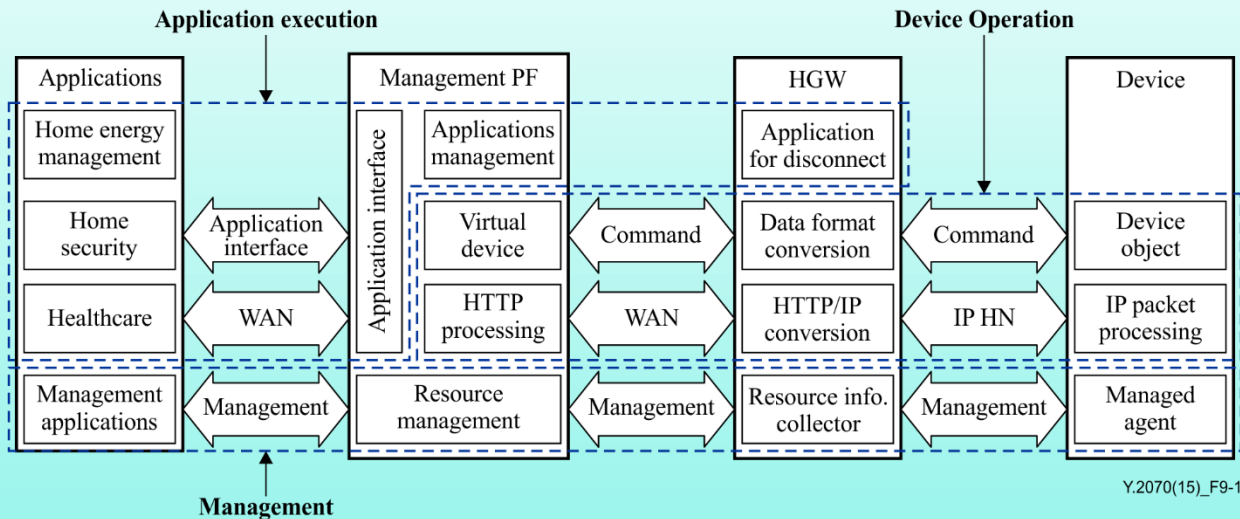 Application execution
Device Operation
Applications
Management PF
HGW
Device
Home energy
management
Application interface
Applications
management
Application
for disconnect
Home
security
Application
interface
Virtual
device
Command
Data format
conversion
Command
Device
object
Healthcare
WAN
HTTP
processing
WAN
HTTP/IP
conversion
IP HN
IP packet
processing
Management
applications
Management
Resource
management
Management
Resource info.
collector
Management
Managed
agent
Management
Y.2070(15)_F9-1